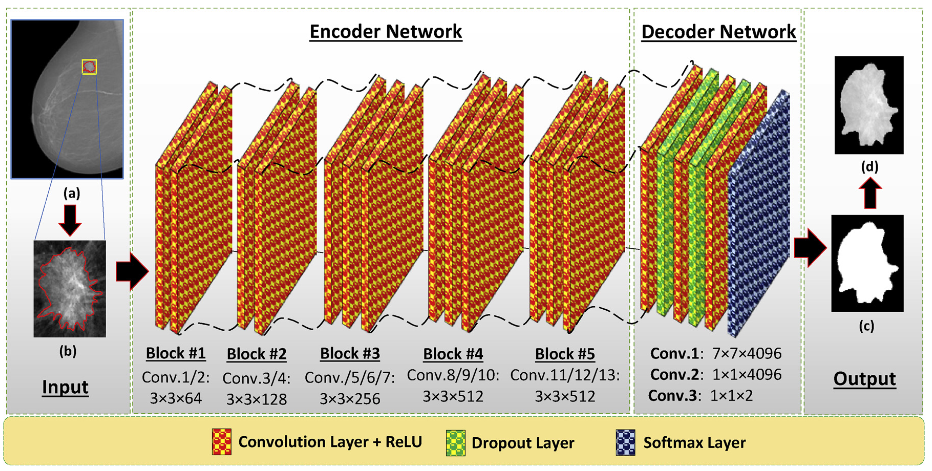 Encoder Network
Decoder Network
(a)
(b)
Input
Block #1
Conv.1/2:
3×3×64
Block #2
Conv.3/4:
3×3×128
Block #3
Conv./5/6/7:
3×3×256
Block #4
Conv.8/9/10:
3×3×512
Block #5
Conv.11/12/13:
3×3×512
Conv.1: 7×7×4096
Conv.2: 1×1×4096
Conv.3: 1×1×2
(d)
(c)
Output
Convolution Layer + ReLU
Dropout Layer
Softmax Layer